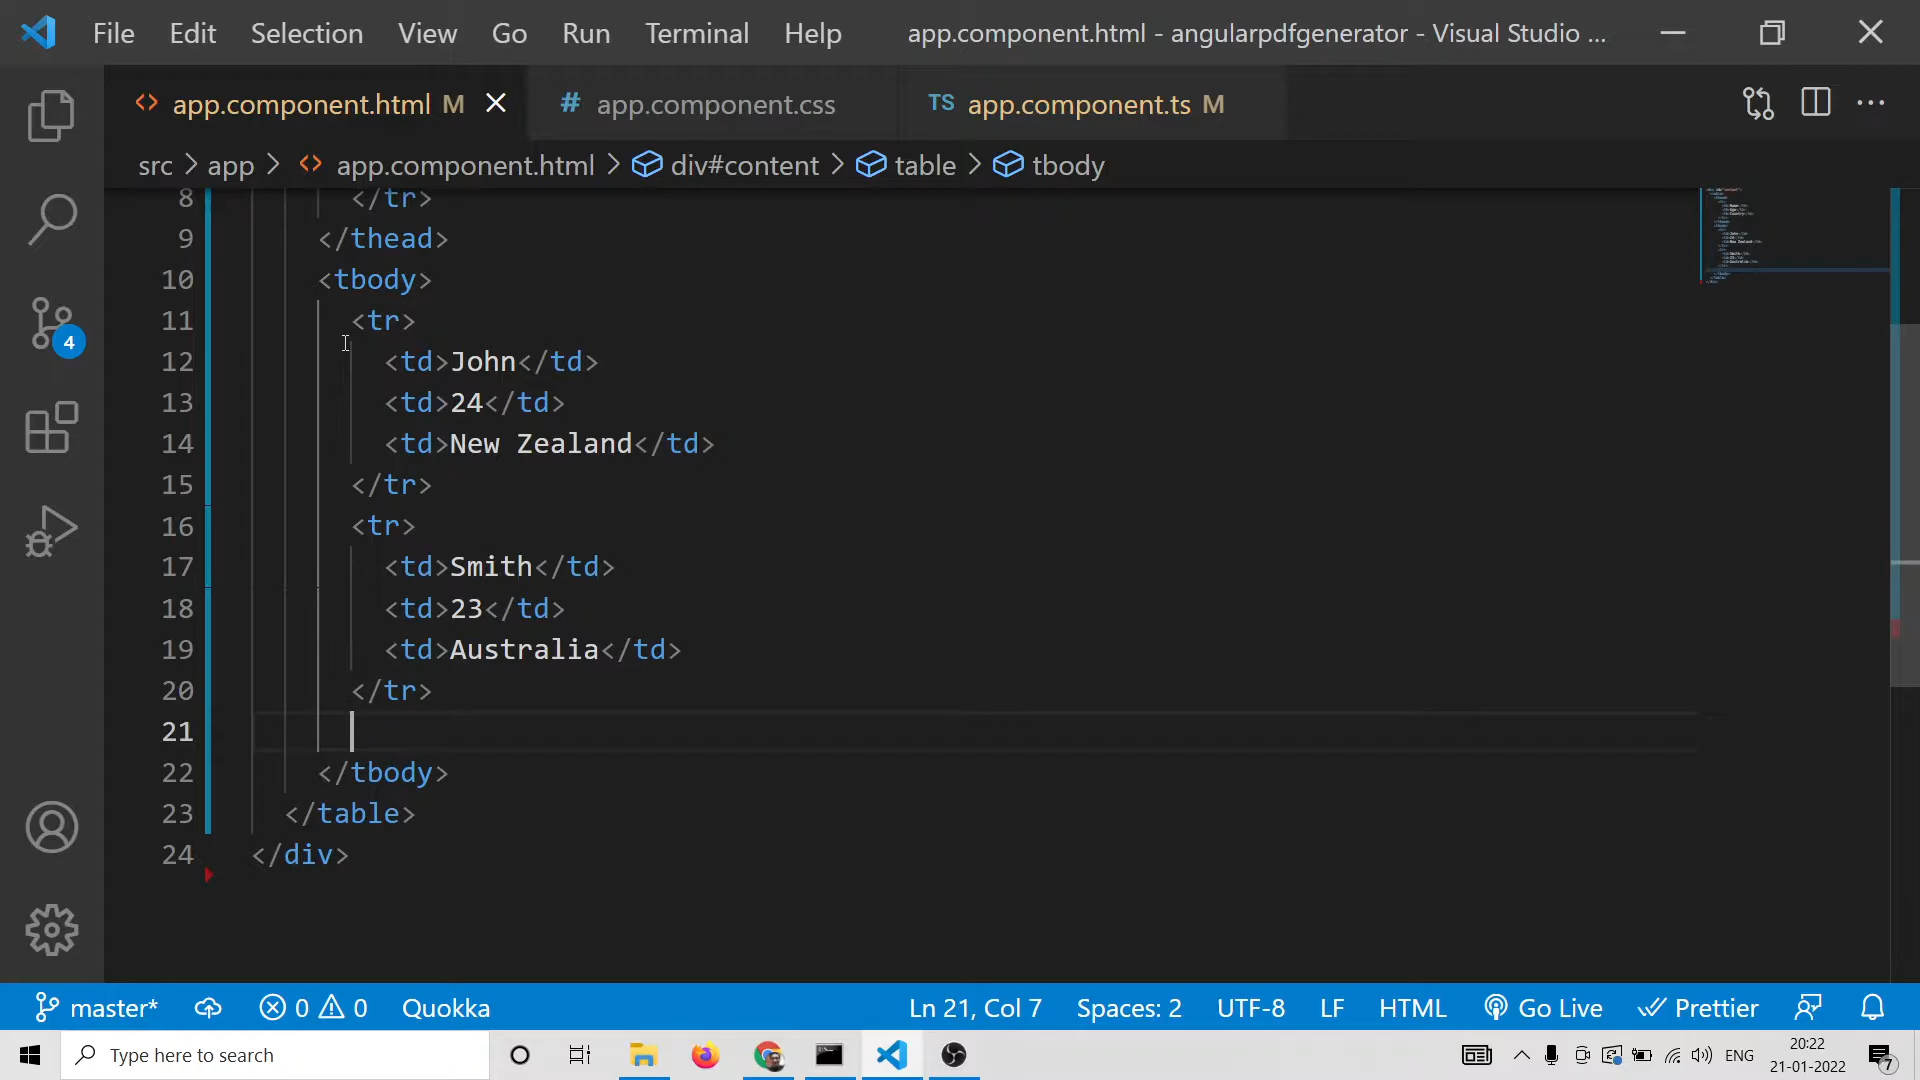 File Edit Selection View Go Run Terminal Help app.component.html - angularpdfgenerator - Visual Studio ...
app.component.html M app.component.css TS app.component.ts M
src > app > app.component.html > div#content > table > tbody
8 </tr>
9 </thead>
10 <tbody>
11 <tr>
12 <td>John</td>
13 <td>24</td>
14 <td>New Zealand</td>
15 </tr>
16 <tr>
17 <td>Smith</td>
18 <td>23</td>
19 <td>Australia</td>
20 </tr>
21
22 </tbody>
23 </table>
24 </div>
4
master* 0 0 Quokka Ln 21, Col 7 Spaces: 2 UTF-8 LF HTML Go Live Prettier
Type here to search ENG 20:22
21-01-2022 7